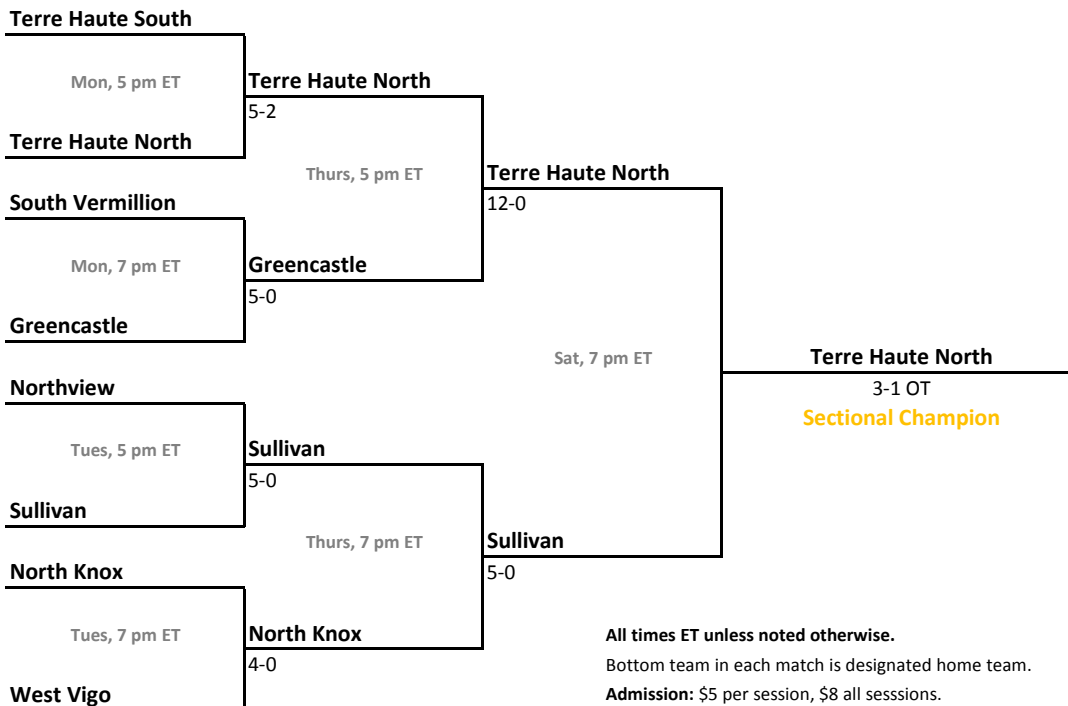 Terre Haute South
Mon, 5 pm ET
Terre Haute North
5-2
Terre Haute North
Thurs, 5 pm ET
Terre Haute North
12-0
South Vermillion
Mon, 7 pm ET
Greencastle
5-0
Greencastle
Sat, 7 pm ET
Terre Haute North
3-1 OT
Sectional Champion
Northview
Tues, 5 pm ET
Sullivan
5-0
Sullivan
Thurs, 7 pm ET
Sullivan
5-0
North Knox
Tues, 7 pm ET
North Knox
4-0
West Vigo
All times ET unless noted otherwise.
Bottom team in each match is designated home team.
Admission: $5 per session, $8 all sesssions.